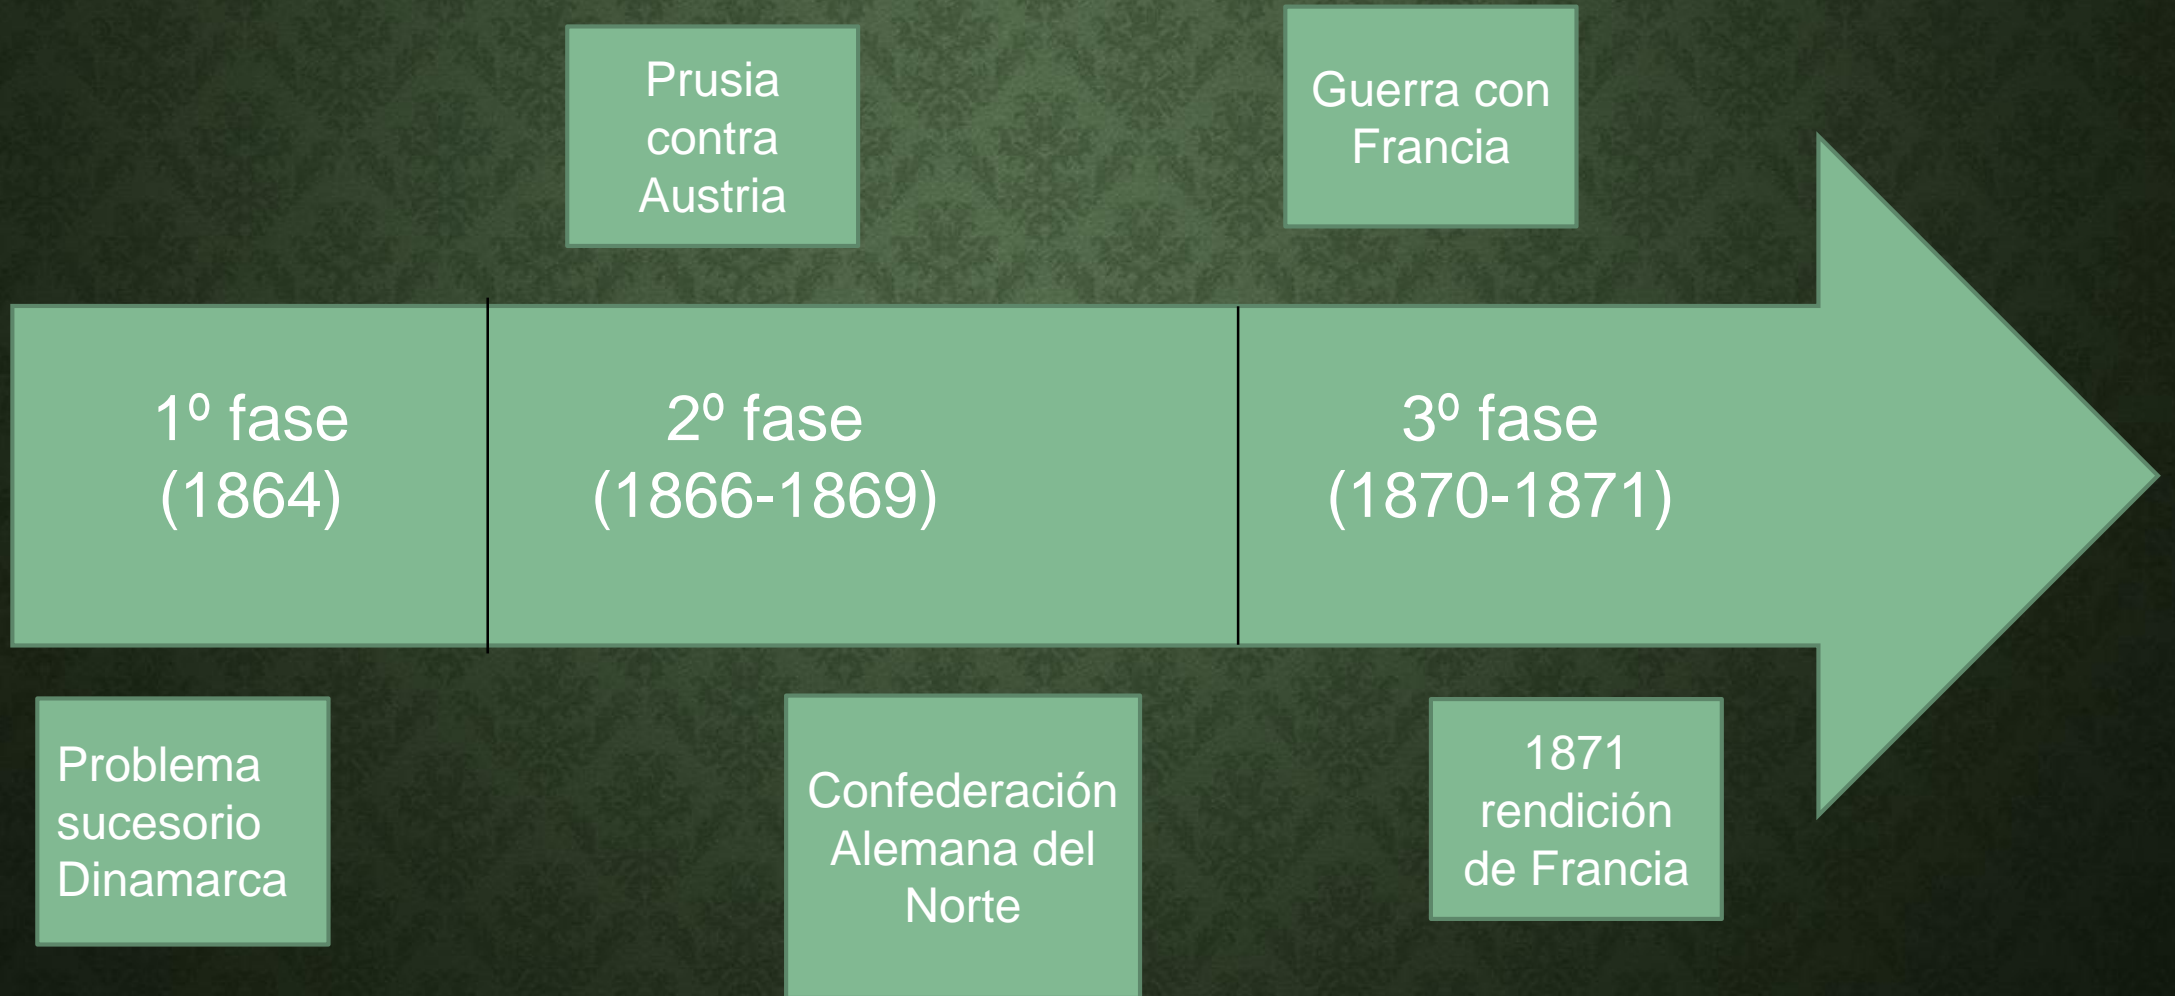 Prusia
contra
Austria
Guerra con
Francia
1º fase
(1864)
2º fase
(1866-1869)
3º fase
(1870-1871)
Problema
sucesorio
Dinamarca
Confederación
Alemana del
Norte
1871
rendición
de Francia